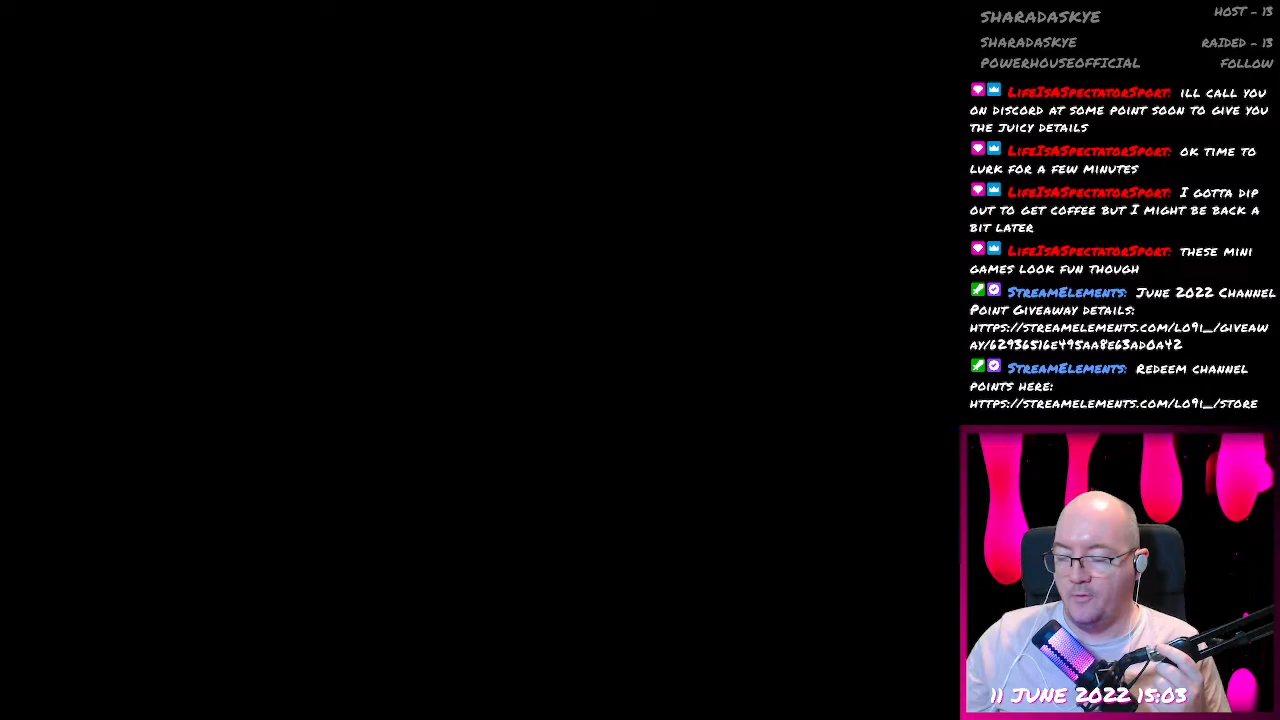 SHARADASKYE HOST - 13
SHARADASKYE RAIDED - 13
POWERHOUSEOFFICIAL FOLLOW
LifeIsASpectatorSport: ILL CALL YOU
ON DISCORD AT SOME POINT SOON TO GIVE YOU
THE JUICY DETAILS
LifeIsASpectatorSport: OK TIME TO
LURK FOR A FEW MINUTES
LifeIsASpectatorSport: I GOTTA DIP
OUT TO GET COFFEE BUT I MIGHT BE BACK A
BIT LATER
LifeIsASpectatorSport: THESE MINI
GAMES LOOK FUN THOUGH
StreamElements: June 2022 Channel
Point Giveaway details:
https://streamelements.com/lo9i_/giveaw
ay/62936516e495aa8e63ad0a42
StreamElements: Redeem channel
points here:
https://streamelements.com/lo9i_/store
11 JUNE 2022 15:03